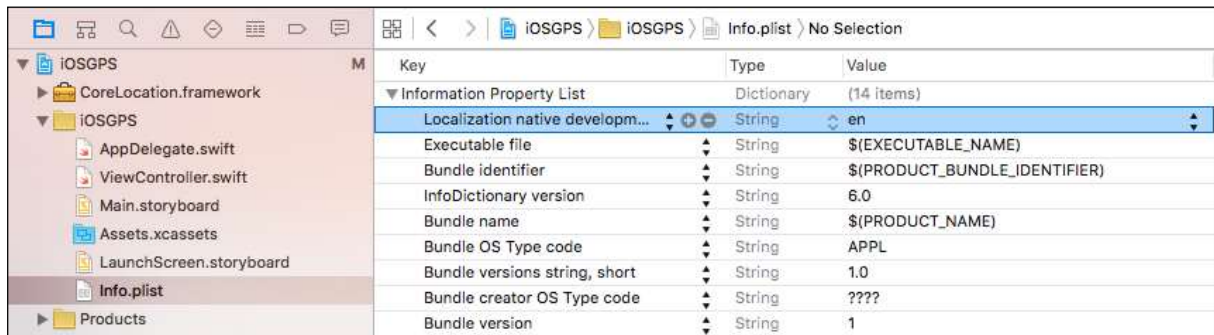 iOSGPS 〉 iOSGPS 〉 Info.plist 〉 No Selection
iOSGPS M
CoreLocation.framework
iOSGPS
AppDelegate.swift
ViewController.swift
Main.storyboard
Assets.xcassets
LaunchScreen.storyboard
Info.plist
Products
Key Type Value
Information Property List Dictionary (14 items)
Localization native developm... String en
Executable file String $(EXECUTABLE_NAME)
Bundle identifier String $(PRODUCT_BUNDLE_IDENTIFIER)
InfoDictionary version String 6.0
Bundle name String $(PRODUCT_NAME)
Bundle OS Type code String APPL
Bundle versions string, short String 1.0
Bundle creator OS Type code String ????
Bundle version String 1